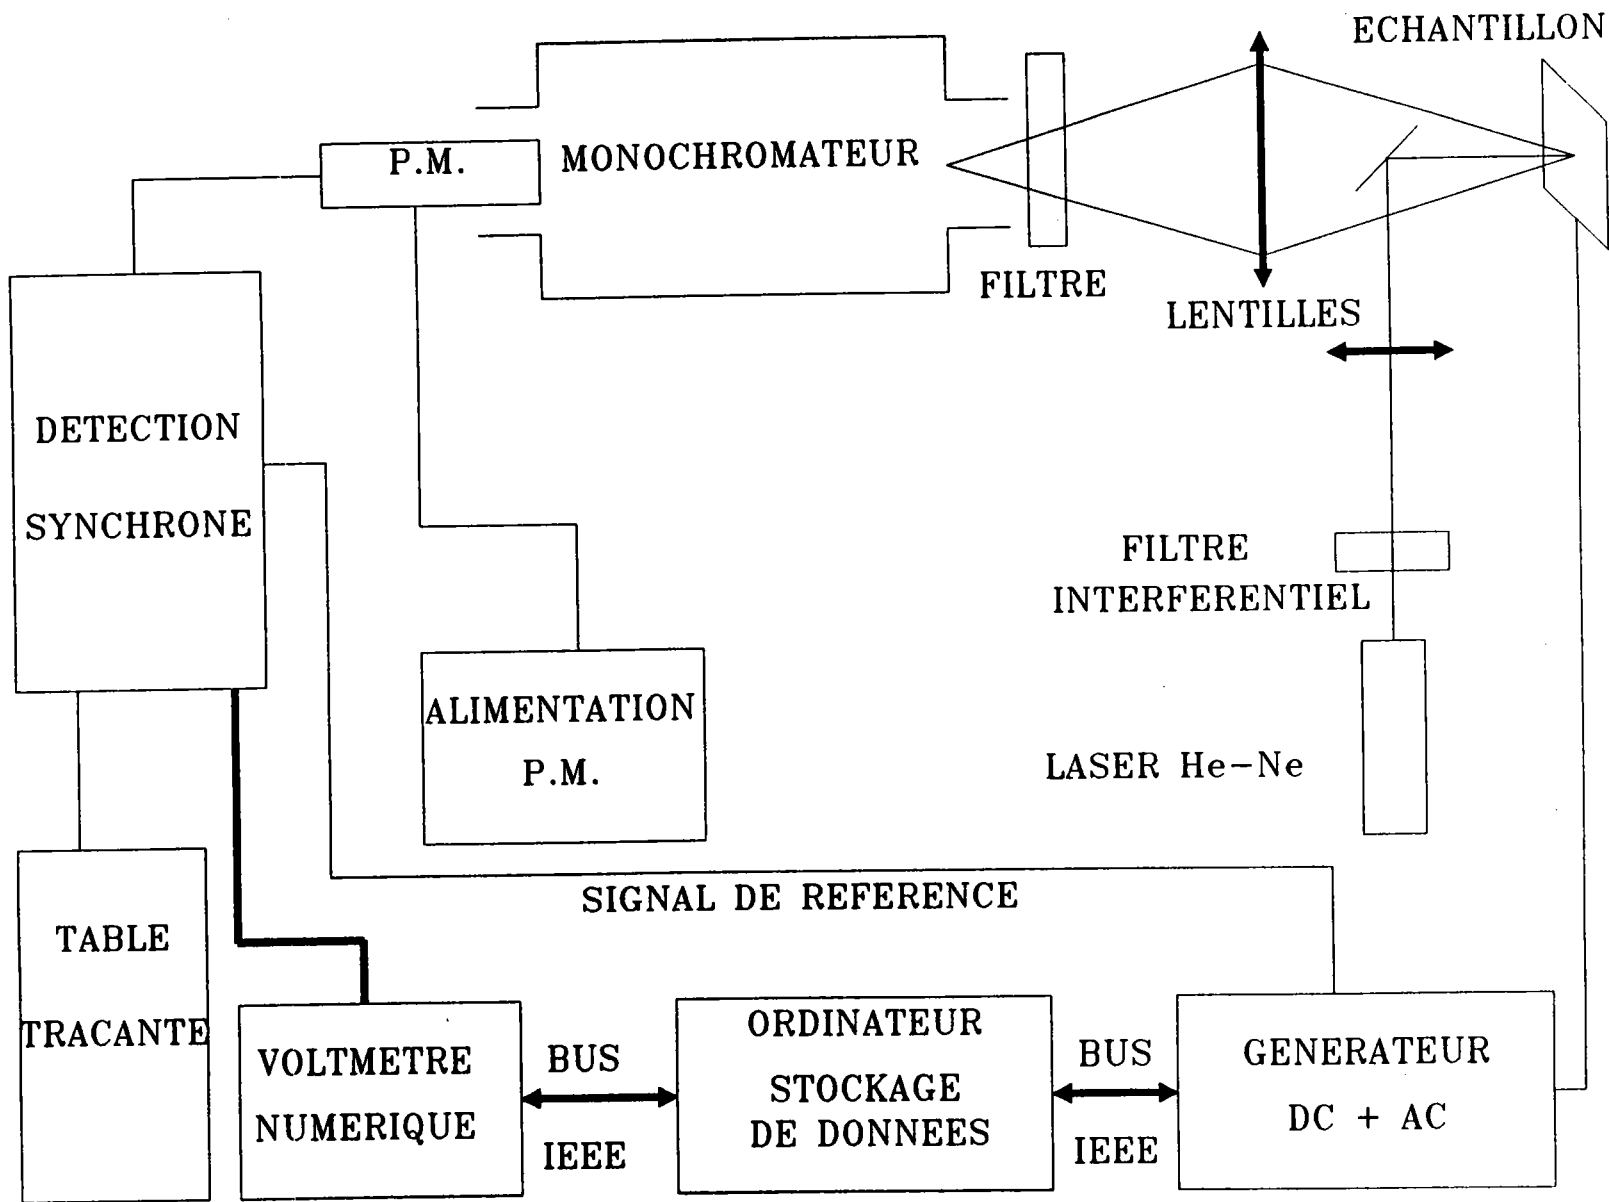 ECHANTILLON
P.M.
MONOCHROMATEUR
FILTRE
LENTILLES
DETECTION
SYNCHRONE
FILTRE
INTERFERENTIEL
ALIMENTATION
P.M.
LASER He-Ne
SIGNAL DE REFERENCE
TABLE
TRACANTE
VOLTMETRE
NUMERIQUE
BUS
IEEE
ORDINATEUR
STOCKAGE
DE DONNEES
BUS
IEEE
GENERATEUR
DC + AC